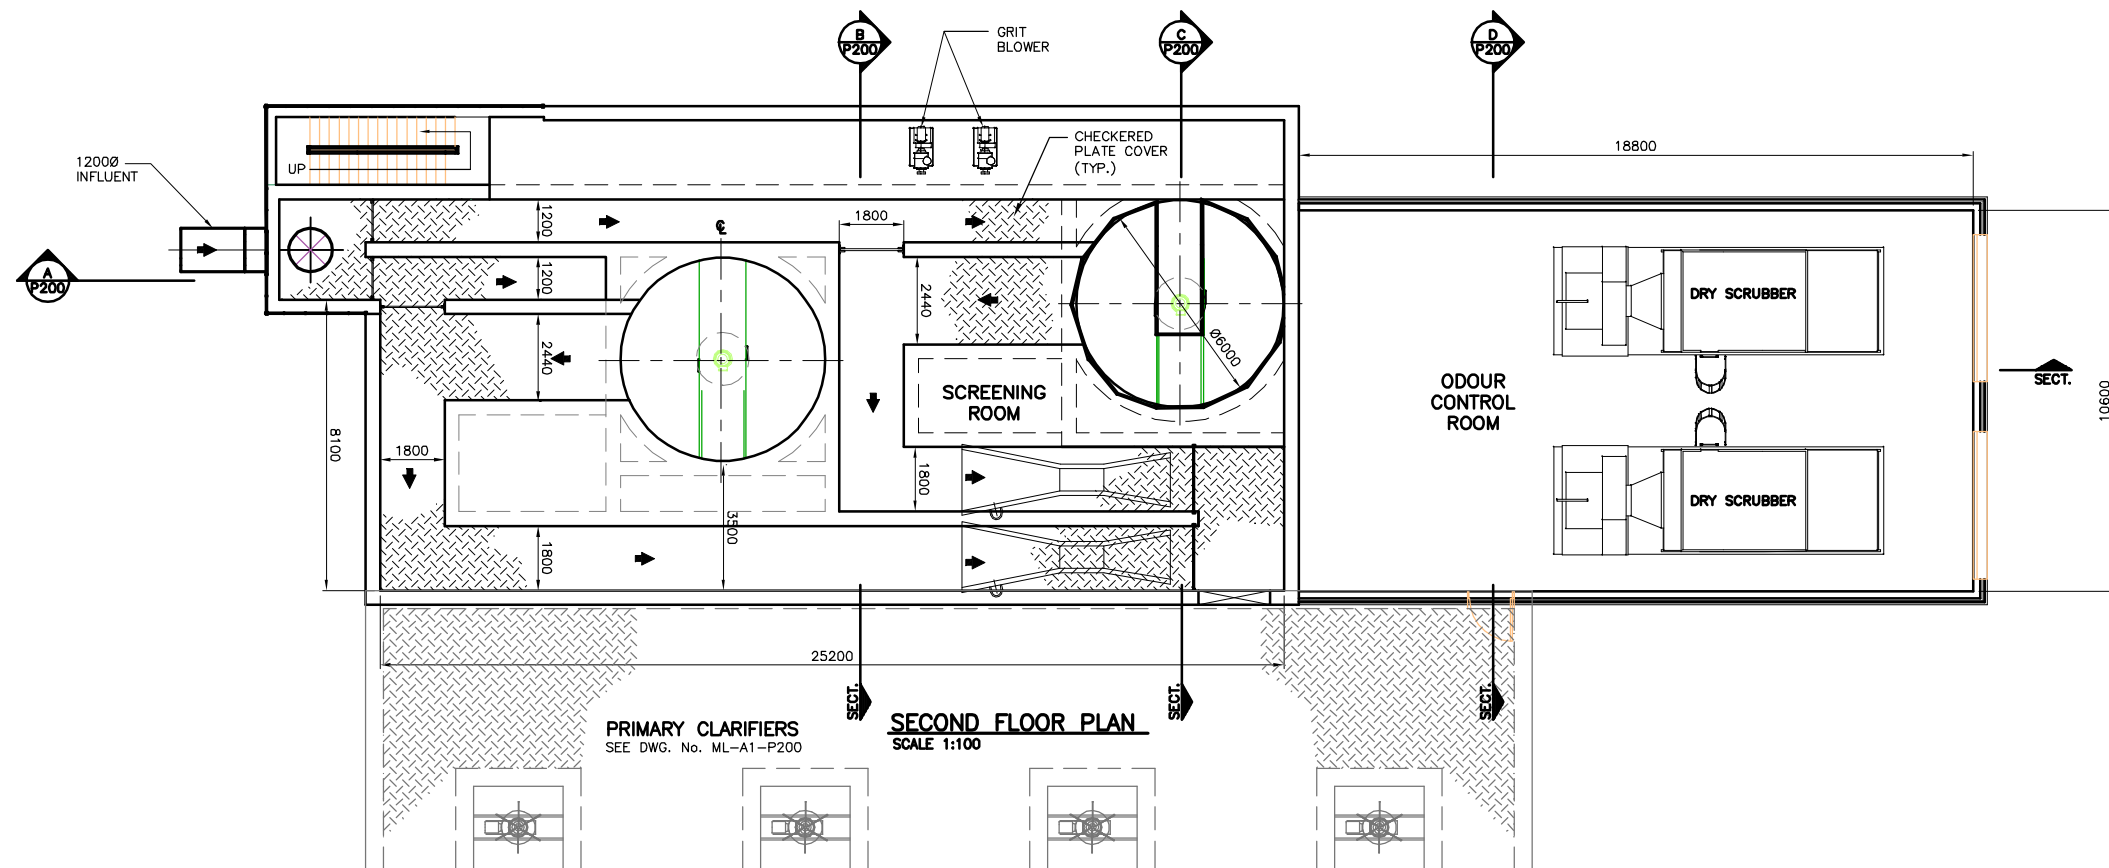 B
P200
C
P200
D
P200
GRIT
BLOWER
CHECKERED
PLATE COVER
(TYP.)
18800
1200Ø
INFLUENT
UP
1200
1800
℄
A
P200
1200
2440
2440
Ø6000
DRY SCRUBBER
SECT.
10600
SCREENING
ROOM
ODOUR
CONTROL
ROOM
8100
1800
1800
DRY SCRUBBER
3500
1800
25200
SECT.
SECT.
SECT.
PRIMARY CLARIFIERS
SEE DWG. No. ML-A1-P200
SECOND FLOOR PLAN
SCALE 1:100